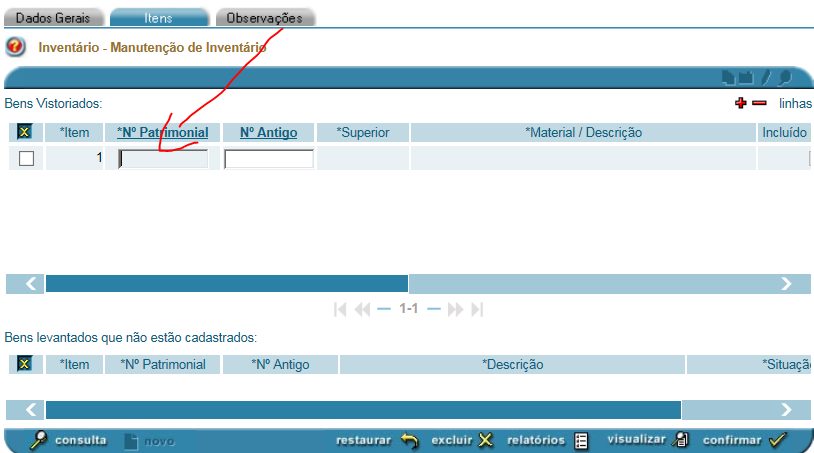 Dados Gerais Itens Observações
Inventário - Manutenção de Inventário
Bens Vistoriados: linhas
*Item *Nº Patrimonial Nº Antigo *Superior *Material / Descrição Incluído
1
1-1
Bens levantados que não estão cadastrados:
*Item *Nº Patrimonial *Nº Antigo *Descrição *Situaçã
consulta novo restaurar excluir relatórios visualizar confirmar